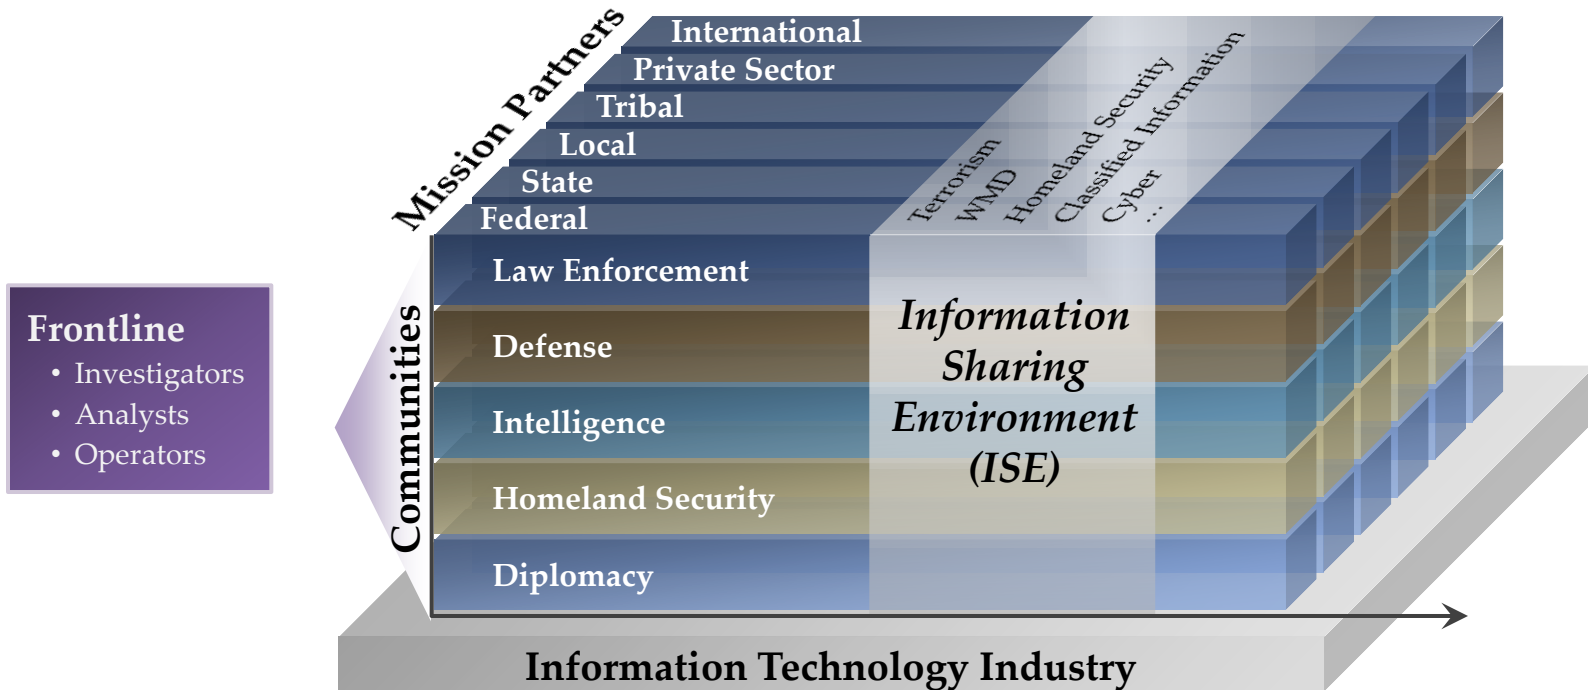 Mission Partners
International
Private Sector
Tribal
Local
State
Federal
Terrorism
WMD
Homeland Security
Classified Information
Cyber
...
Communities
Law Enforcement
Defense
Intelligence
Homeland Security
Diplomacy
Information
Sharing
Environment
(ISE)
Frontline
• Investigators
• Analysts
• Operators
Information Technology Industry